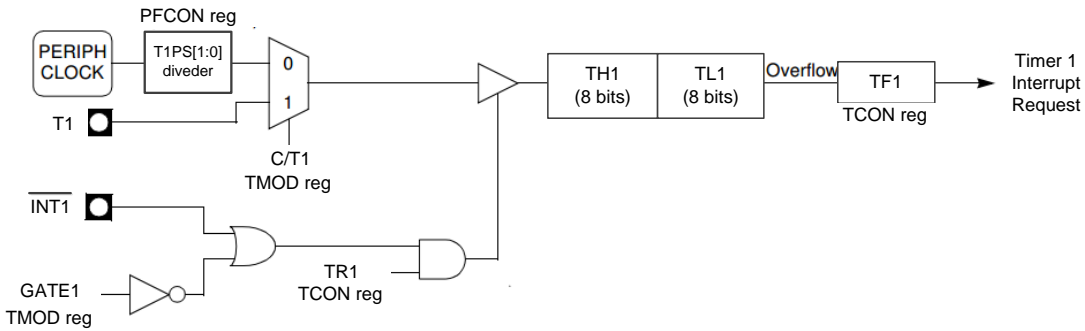 PFCON reg
PERIPH
CLOCK
T1PS[1:0]
diveder
0
1
T1
C/T1
TMOD reg
TH1
(8 bits)
TL1
(8 bits)
Overflow
TF1
TCON reg
Timer 1
Interrupt
Request
INT1
GATE1
TMOD reg
TR1
TCON reg